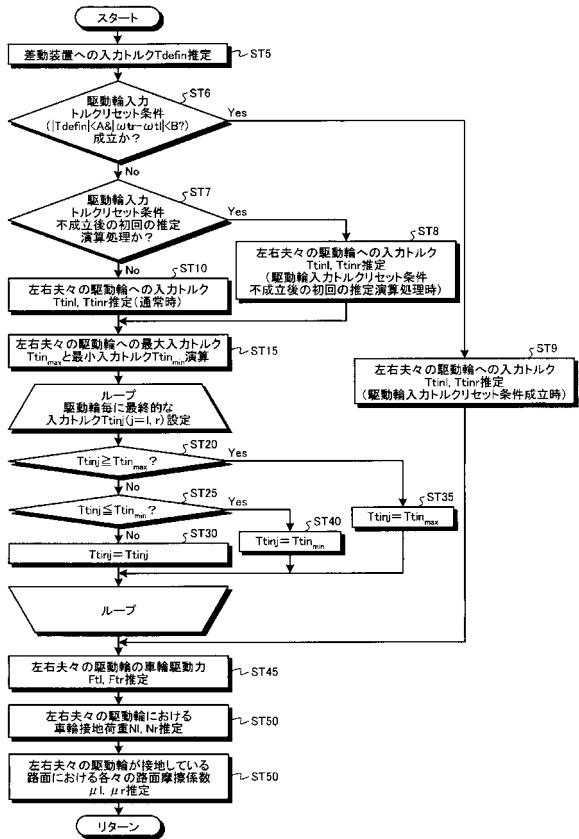 スタート
差動装置への入力トルクTdefin推定
ST5
駆動輪入力
トルクリセット条件
(|Tdefin|<A&|ωtr-ωtl|<B?)
成立か?
ST6
Yes
No
駆動輪入力
トルクリセット条件
不成立後の初回の推定
演算処理か?
ST7
Yes
No
左右夫々の駆動輪への入力トルク
Ttinl, Ttinr推定
(駆動輪入力トルクリセット条件
不成立後の初回の推定演算処理時)
ST8
左右夫々の駆動輪への入力トルク
Ttinl, Ttinr推定(通常時)
ST10
左右夫々の駆動輪への入力トルク
Ttinl, Ttinr推定
(駆動輪入力トルクリセット条件成立時)
ST9
左右夫々の駆動輪への最大入力トルク
Ttinmaxと最小入力トルクTtinmin演算
ST15
ループ
駆動輪毎に最終的な
入力トルクTtinj(j=l, r)設定
Ttinj≧Ttinmax?
ST20
Yes
No
Ttinj≦Ttinmin?
ST25
Yes
No
Ttinj=Ttinmax
ST35
Ttinj=Ttinmin
ST40
Ttinj=Ttinj
ST30
ループ
左右夫々の駆動輪の車輪駆動力
Ftl, Ftr推定
ST45
左右夫々の駆動輪における
車輪接地荷重Nl, Nr推定
ST50
左右夫々の駆動輪が接地している
路面における各々の路面摩擦係数
μl, μr推定
ST50
リターン